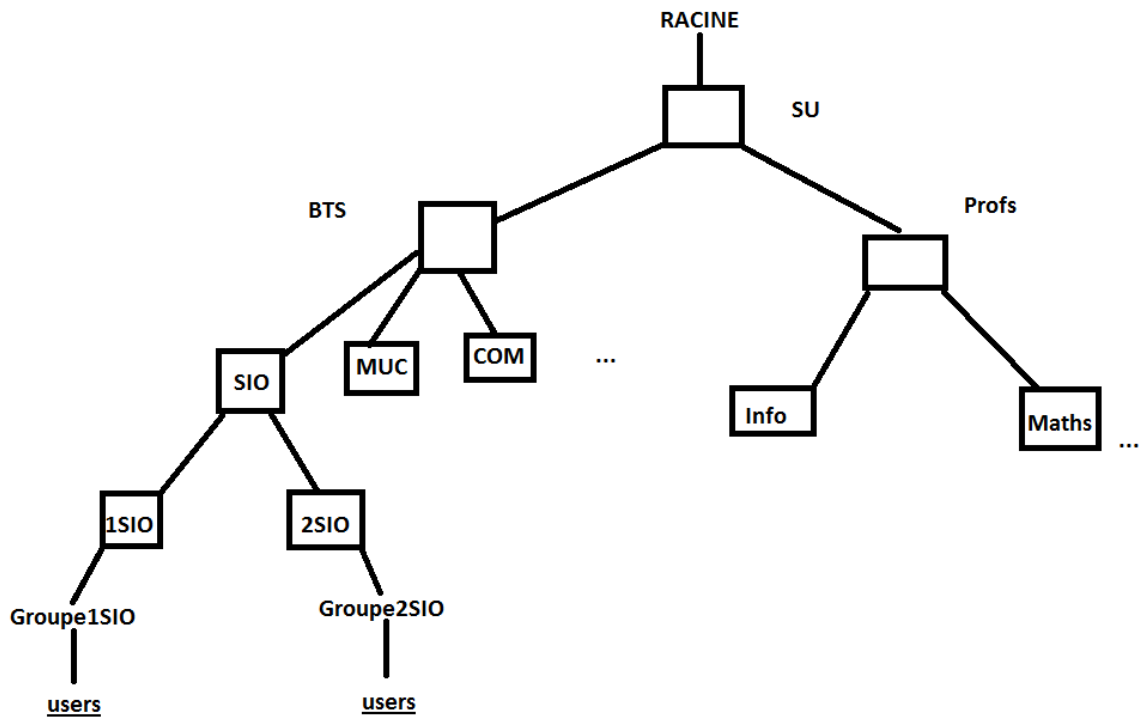 RACINE
SU
BTS
Profs
SIO
MUC
COM
...
Info
Maths
...
1SIO
2SIO
Groupe1SIO
Groupe2SIO
users
users